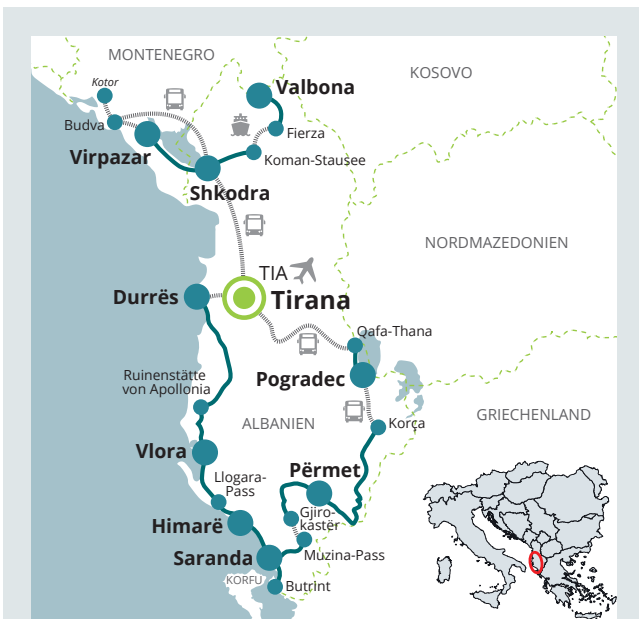 MONTENEGRO
KOSOVO
Kotor
Valbona
Budva
Fierza
Virpazar
Koman-Stausee
Shkodra
NORDMAZEDONIEN
TIA
Durrës
Tirana
Qafa-Thana
Ruinenstätte
von Apollonia
Pogradec
ALBANIEN
Korça
GRIECHENLAND
Vlora
Llogara-
Pass
Përmet
Himarë
Gjiro-
kastër
Saranda
Muzina-Pass
KORFU
Butrint